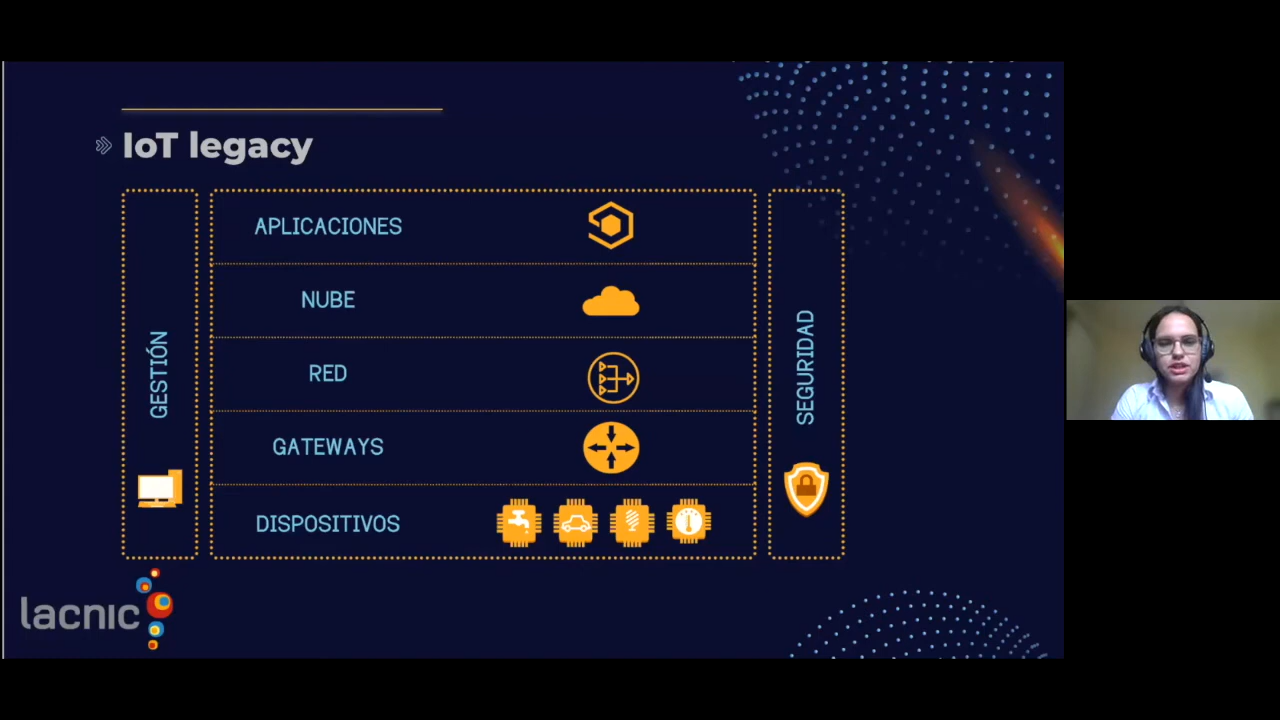 IoT legacy
GESTIÓN
APLICACIONES
NUBE
RED
GATEWAYS
DISPOSITIVOS
SEGURIDAD
lacnic